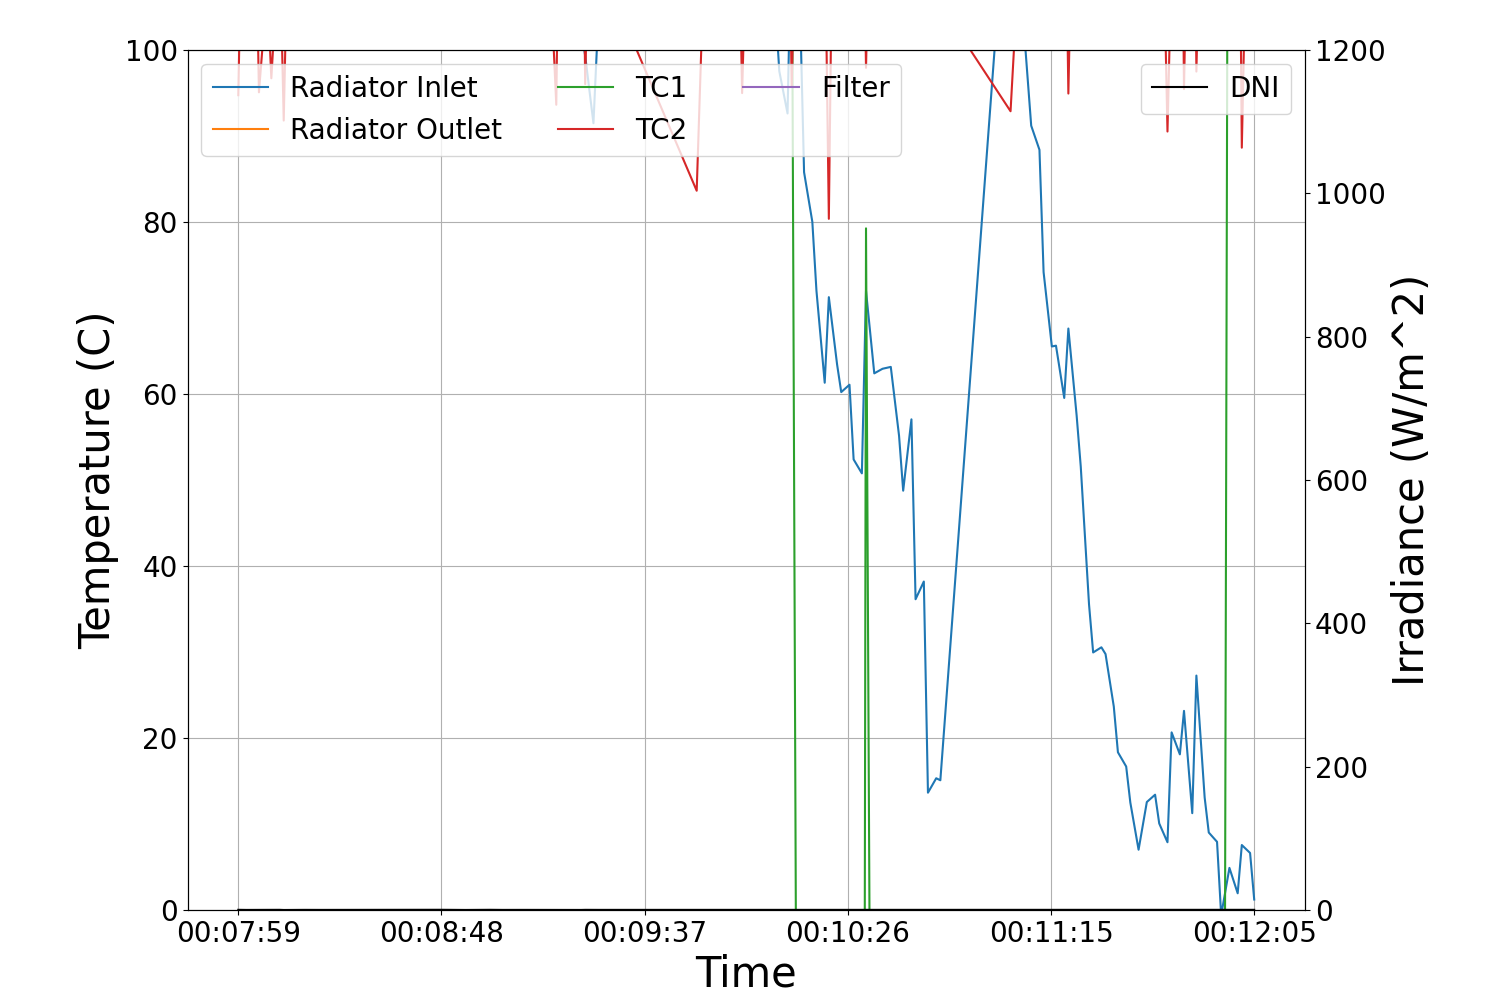 Radiator Inlet
Radiator Outlet
TC1
TC2
Filter
DNI
Temperature (C)
100
80
60
40
20
0
1200
1000
800
600
400
200
0
Irradiance (W/m^2)
00:07:59 00:08:48 00:09:37 00:10:26 00:11:15 00:12:05
Time